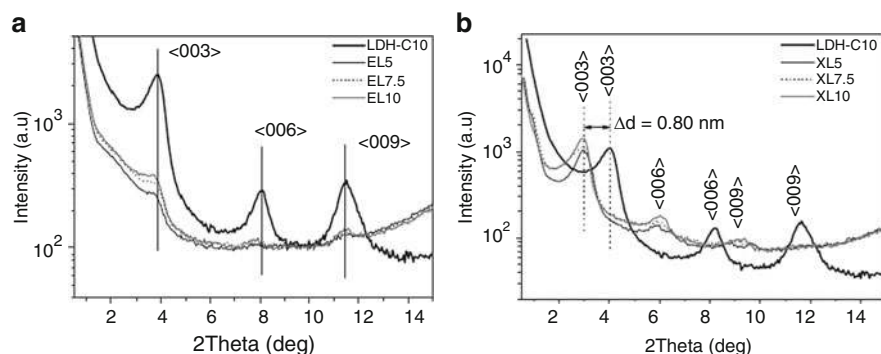 a
<003>
<006>
<009>
LDH-C10
EL5
EL7.5
EL10
Intensity (a.u)
10³
10²
2 4 6 8 10 12 14
2Theta (deg)
b
<003>
<003>
Δd = 0.80 nm
<006>
<006>
<009>
<009>
LDH-C10
XL5
XL7.5
XL10
Intensity (a.u)
10⁴
10³
10²
2 4 6 8 10 12 14
2Theta (deg)